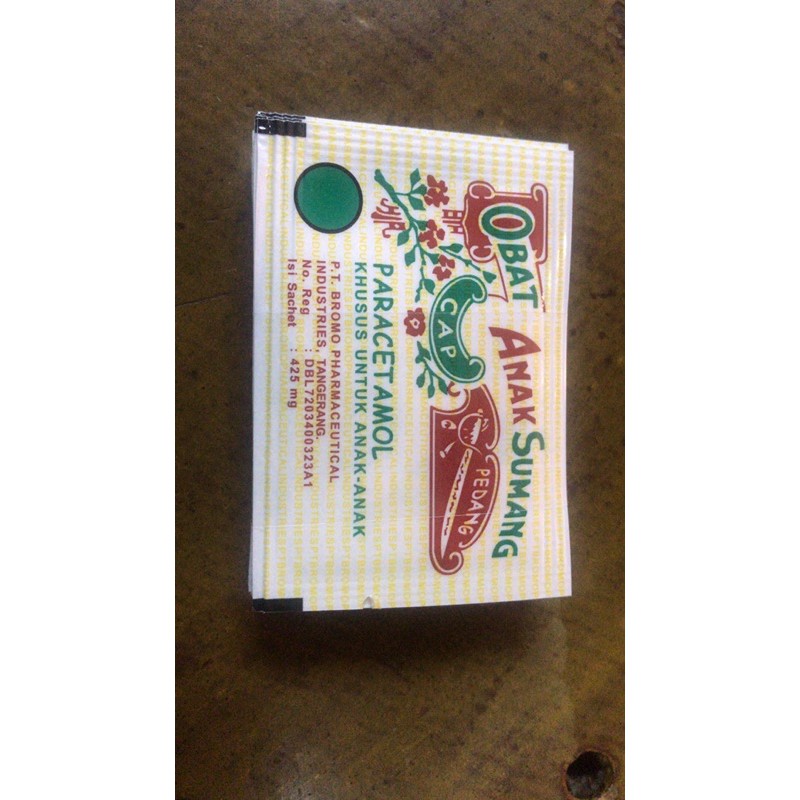 OBAT
ANAK SUMANG
CAP
PEDANG
PARACETAMOL
KHUSUS UNTUK ANAK-ANAK
P.T. BROMO PHARMACEUTICAL
INDUSTRIES, TANGERANG.
No. Reg : DBL7203400323A1
Isi Sachet : 425 mg